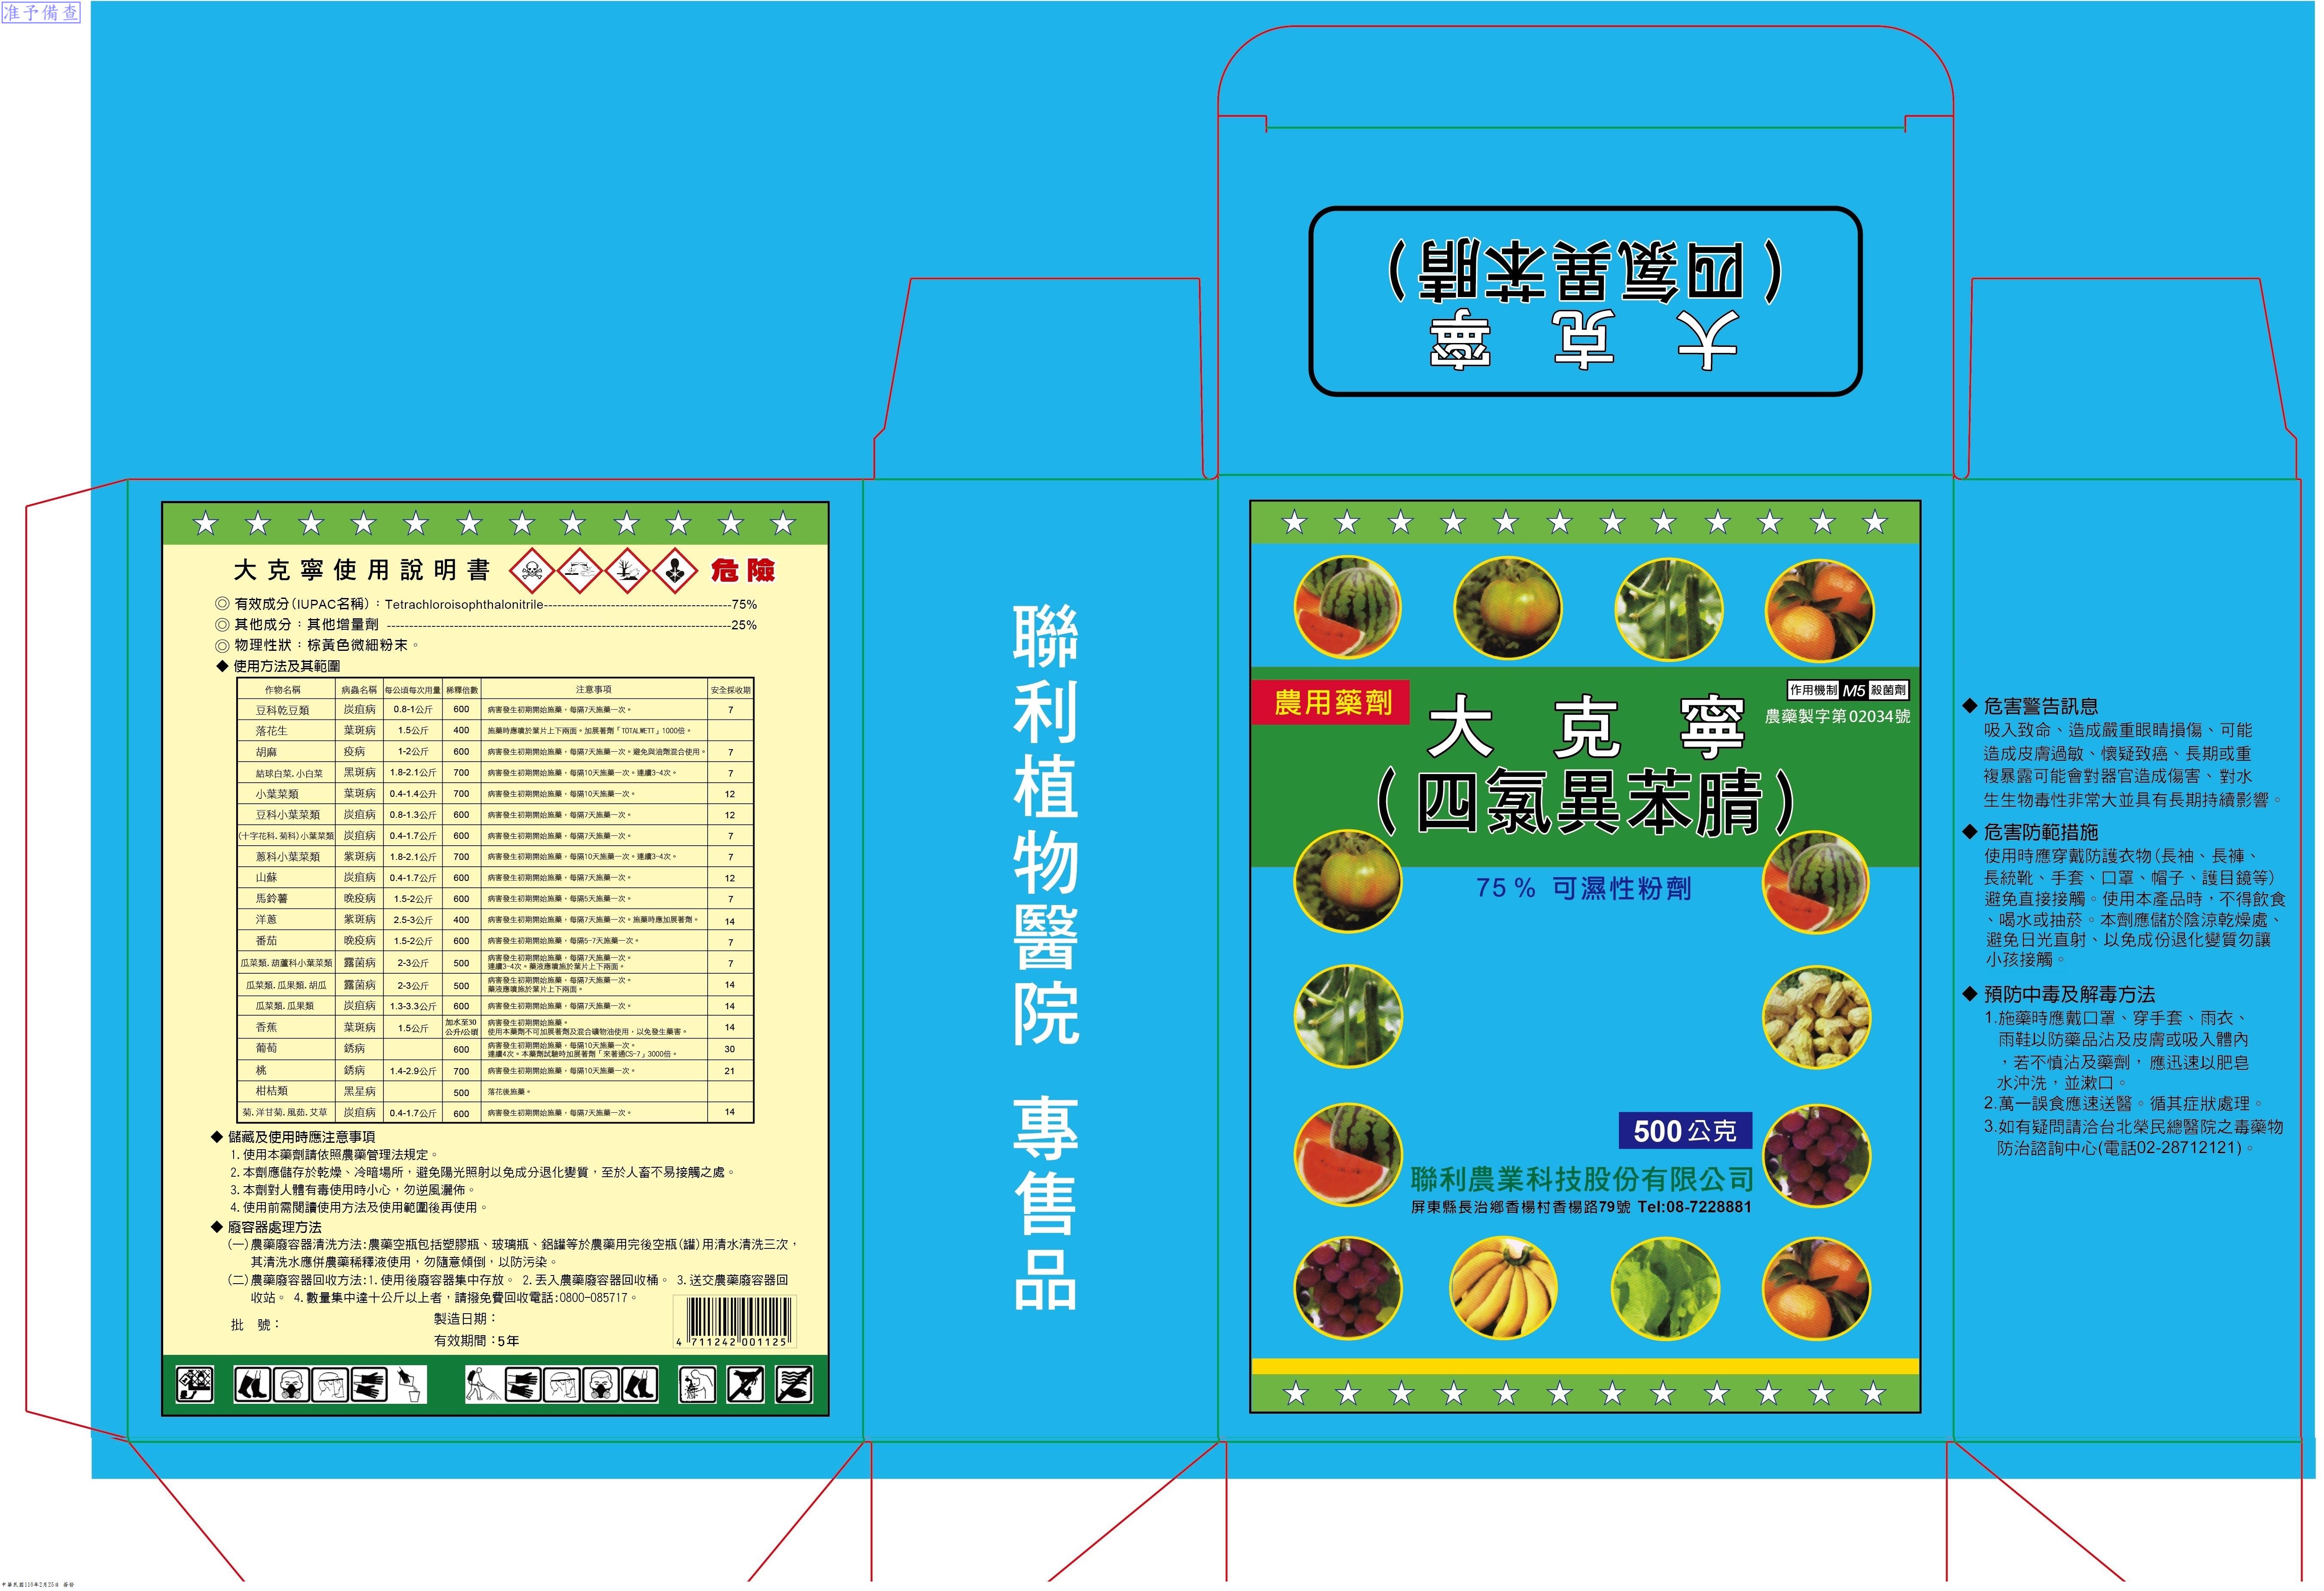 准予備查
(四氯異苯腈)
大 克 寧
大克寧使用說明書 危險
◎ 有效成分(IUPAC名稱)：Tetrachloroisophthalonitrile------------------------------------------75%
◎ 其他成分：其他增量劑 -----------------------------------------------------------------------------25%
◎ 物理性狀：棕黃色微細粉末。
◆ 使用方法及其範圍
作物名稱 病蟲名稱 每公頃每次用量 稀釋倍數 注意事項 安全採收期
豆科乾豆類 炭疽病 0.8-1公斤 600 病害發生初期開始施藥，每隔7天施藥一次。 7
落花生 葉斑病 1.5公斤 400 施藥時應噴於葉片上下兩面。加展著劑「TOTALWETT」1000倍。
胡麻 疫病 1-2公斤 600 病害發生初期開始施藥，每隔7天施藥一次。避免與油劑混合使用。 7
結球白菜.小白菜 黑斑病 1.8-2.1公斤 700 病害發生初期開始施藥，每隔10天施藥一次。連續3-4次。 7
小葉菜類 葉斑病 0.4-1.4公升 700 病害發生初期開始施藥，每隔10天施藥一次。 12
豆科小葉菜類 炭疽病 0.8-1.3公斤 600 病害發生初期開始施藥，每隔7天施藥一次。 12
(十字花科.菊科)小葉菜類 炭疽病 0.4-1.7公斤 600 病害發生初期開始施藥，每隔7天施藥一次。 7
蔥科小葉菜類 紫斑病 1.8-2.1公斤 700 病害發生初期開始施藥，每隔10天施藥一次。連續3-4次。 7
山蘇 炭疽病 0.4-1.7公斤 600 病害發生初期開始施藥，每隔7天施藥一次。 12
馬鈴薯 晚疫病 1.5-2公斤 600 病害發生初期開始施藥，每隔5天施藥一次。 7
洋蔥 紫斑病 2.5-3公斤 400 病害發生初期開始施藥，每隔7天施藥一次。施藥時應加展著劑。 14
番茄 晚疫病 1.5-2公斤 600 病害發生初期開始施藥，每隔5-7天施藥一次。 7
瓜菜類.葫蘆科小葉菜類 露菌病 2-3公斤 500 病害發生初期開始施藥，每隔7天施藥一次。
連續3-4次。藥液應噴施於葉片上下兩面。 7
瓜菜類.瓜果類.胡瓜 露菌病 2-3公斤 500 病害發生初期開始施藥，每隔7天施藥一次。
藥液應噴施於葉片上下兩面。 14
瓜菜類.瓜果類 炭疽病 1.3-3.3公斤 600 病害發生初期開始施藥，每隔7天施藥一次。 14
香蕉 葉斑病 1.5公斤 加水至30公升/公頃 病害發生初期開始施藥。
使用本藥劑不可加展著劑及混合礦物油使用，以免發生藥害。 14
葡萄 銹病 600 病害發生初期開始施藥，每隔10天施藥一次。
連續4次。本藥劑試驗時加展著劑「來著通CS-7」3000倍。 30
桃 銹病 1.4-2.9公斤 700 病害發生初期開始施藥，每隔10天施藥一次。 21
柑桔類 黑星病 500 落花後施藥。
菊.洋甘菊.風茹.艾草 炭疽病 0.4-1.7公斤 600 病害發生初期開始施藥，每隔7天施藥一次。 14
◆ 儲藏及使用時應注意事項
1.使用本藥劑請依照農藥管理法規定。
2.本劑應儲存於乾燥、冷暗場所，避免陽光照射以免成分退化變質，至於人畜不易接觸之處。
3.本劑對人體有毒使用時小心，勿逆風灑佈。
4.使用前需閱讀使用方法及使用範圍後再使用。
◆ 廢容器處理方法
(一)農藥廢容器清洗方法:農藥空瓶包括塑膠瓶、玻璃瓶、鋁罐等於農藥用完後空瓶(罐)用清水清洗三次，
其清洗水應併農藥稀釋液使用，勿隨意傾倒，以防污染。
(二)農藥廢容器回收方法:1.使用後廢容器集中存放。 2.丟入農藥廢容器回收桶。 3.送交農藥廢容器回
收站。 4.數量集中達十公斤以上者，請撥免費回收電話:0800-085717。
批 號：
製造日期：
有效期間：5年
4 711242 001125
聯利植物醫院 專售品
農用藥劑
作用機制 M5 殺菌劑
農藥製字第02034號
大 克 寧
(四氯異苯腈)
75% 可濕性粉劑
500公克
聯利農業科技股份有限公司
屏東縣長治鄉香楊村香楊路79號 Tel:08-7228881
◆ 危害警告訊息
吸入致命、造成嚴重眼睛損傷、可能
造成皮膚過敏、懷疑致癌、長期或重
複暴露可能會對器官造成傷害、對水
生生物毒性非常大並具有長期持續影響。
◆ 危害防範措施
使用時應穿戴防護衣物(長袖、長褲、
長統靴、手套、口罩、帽子、護目鏡等)
避免直接接觸。使用本產品時，不得飲食
、喝水或抽菸。本劑應儲於陰涼乾燥處、
避免日光直射、以免成份退化變質勿讓
小孩接觸。
◆ 預防中毒及解毒方法
1.施藥時應戴口罩、穿手套、雨衣、
雨鞋以防藥品沾及皮膚或吸入體內
，若不慎沾及藥劑，應迅速以肥皂
水沖洗，並漱口。
2.萬一誤食應速送醫。循其症狀處理。
3.如有疑問請洽台北榮民總醫院之毒藥物
防治諮詢中心(電話02-28712121)。